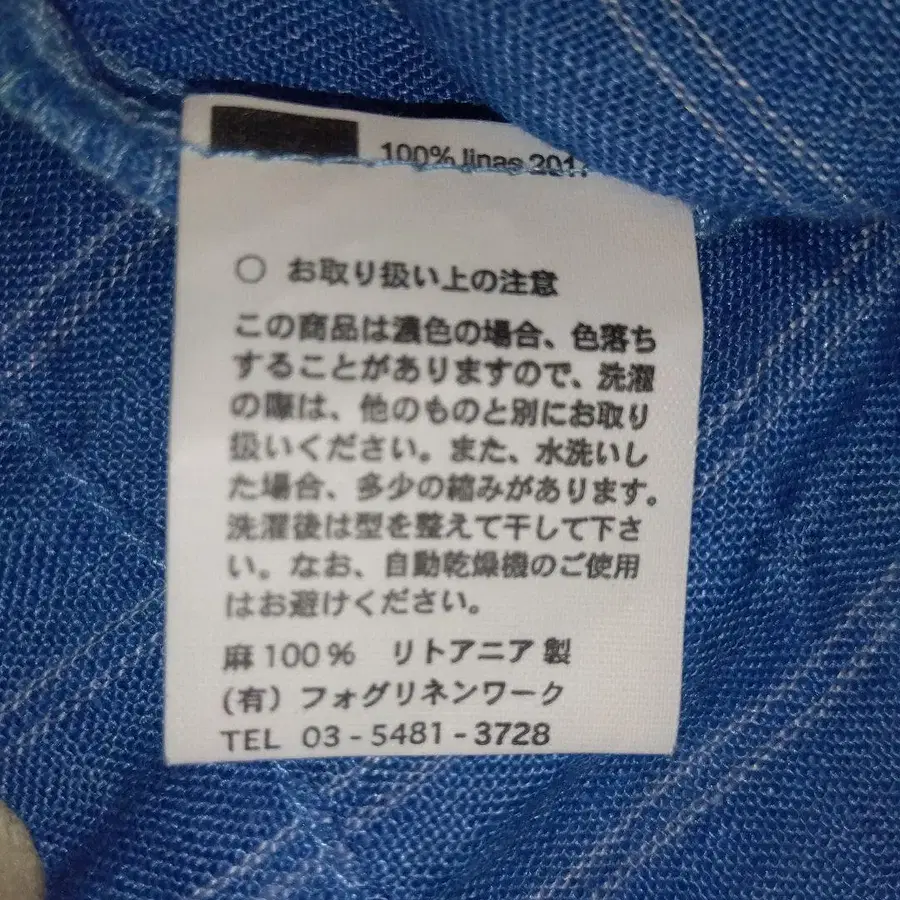 100% linas 201
○ お取り扱い上の注意
この商品は濃色の場合、色落ち
することがありますので、洗濯
の際は、他のものと別にお取り
扱いください。また、水洗いし
た場合、多少の縮みがあります。
洗濯後は型を整えて干して下さ
い。なお、自動乾燥機のご使用
はお避けください。
麻100% リトアニア製
(有) フォグリネンワーク
TEL 03-5481-3728